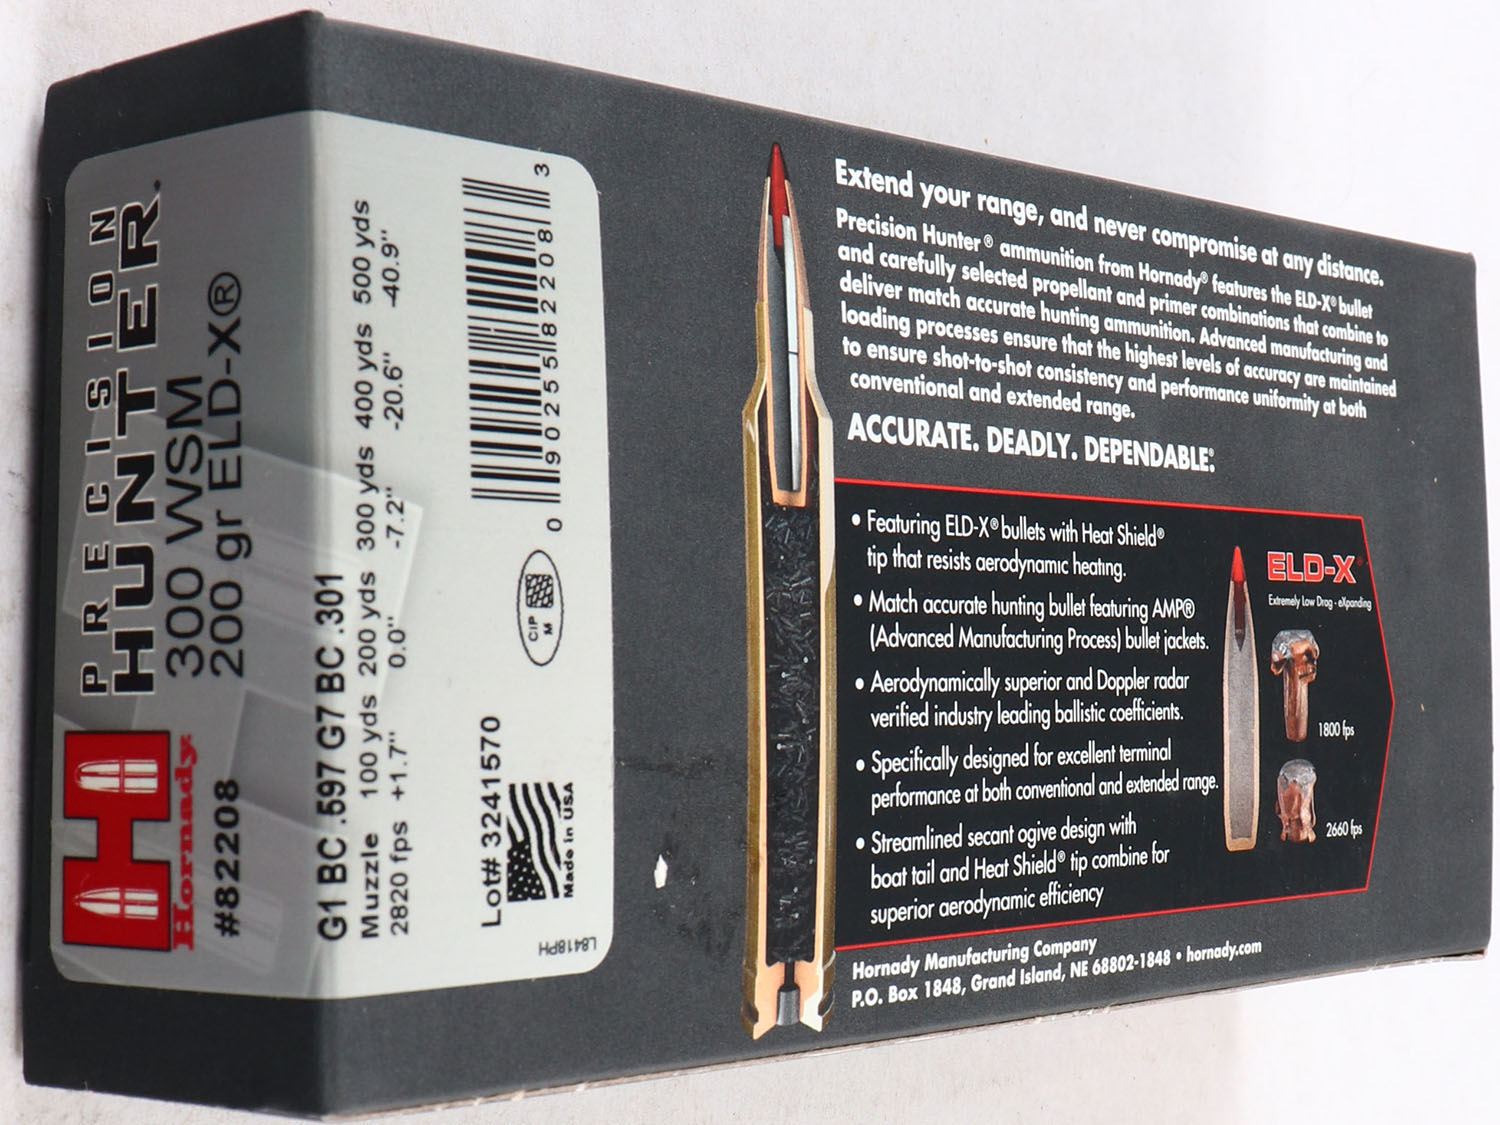 PRECISION
HUNTER®
300 WSM
200 gr ELD-X®
Hornady
#82208
G1 BC .597 G7 BC .301
Muzzle 100 yds 200 yds 300 yds 400 yds 500 yds
2820 fps +1.7" 0.0" -7.2" -20.6" -40.9"
Lot# 3241570
Made in USA
CIP
M
0 90255 82208 3
L8418PH
Extend your range, and never compromise at any distance.
Precision Hunter® ammunition from Hornady® features the ELD-X® bullet
and carefully selected propellant and primer combinations that combine to
deliver match accurate hunting ammunition. Advanced manufacturing and
loading processes ensure that the highest levels of accuracy are maintained
to ensure shot-to-shot consistency and performance uniformity at both
conventional and extended range.
ACCURATE. DEADLY. DEPENDABLE.®
• Featuring ELD-X® bullets with Heat Shield®
tip that resists aerodynamic heating.
• Match accurate hunting bullet featuring AMP®
(Advanced Manufacturing Process) bullet jackets.
• Aerodynamically superior and Doppler radar
verified industry leading ballistic coefficients.
• Specifically designed for excellent terminal
performance at both conventional and extended range.
• Streamlined secant ogive design with
boat tail and Heat Shield® tip combine for
superior aerodynamic efficiency
ELD-X®
Extremely Low Drag - eXpanding
1800 fps
2660 fps
Hornady Manufacturing Company
P.O. Box 1848, Grand Island, NE 68802-1848 • hornady.com